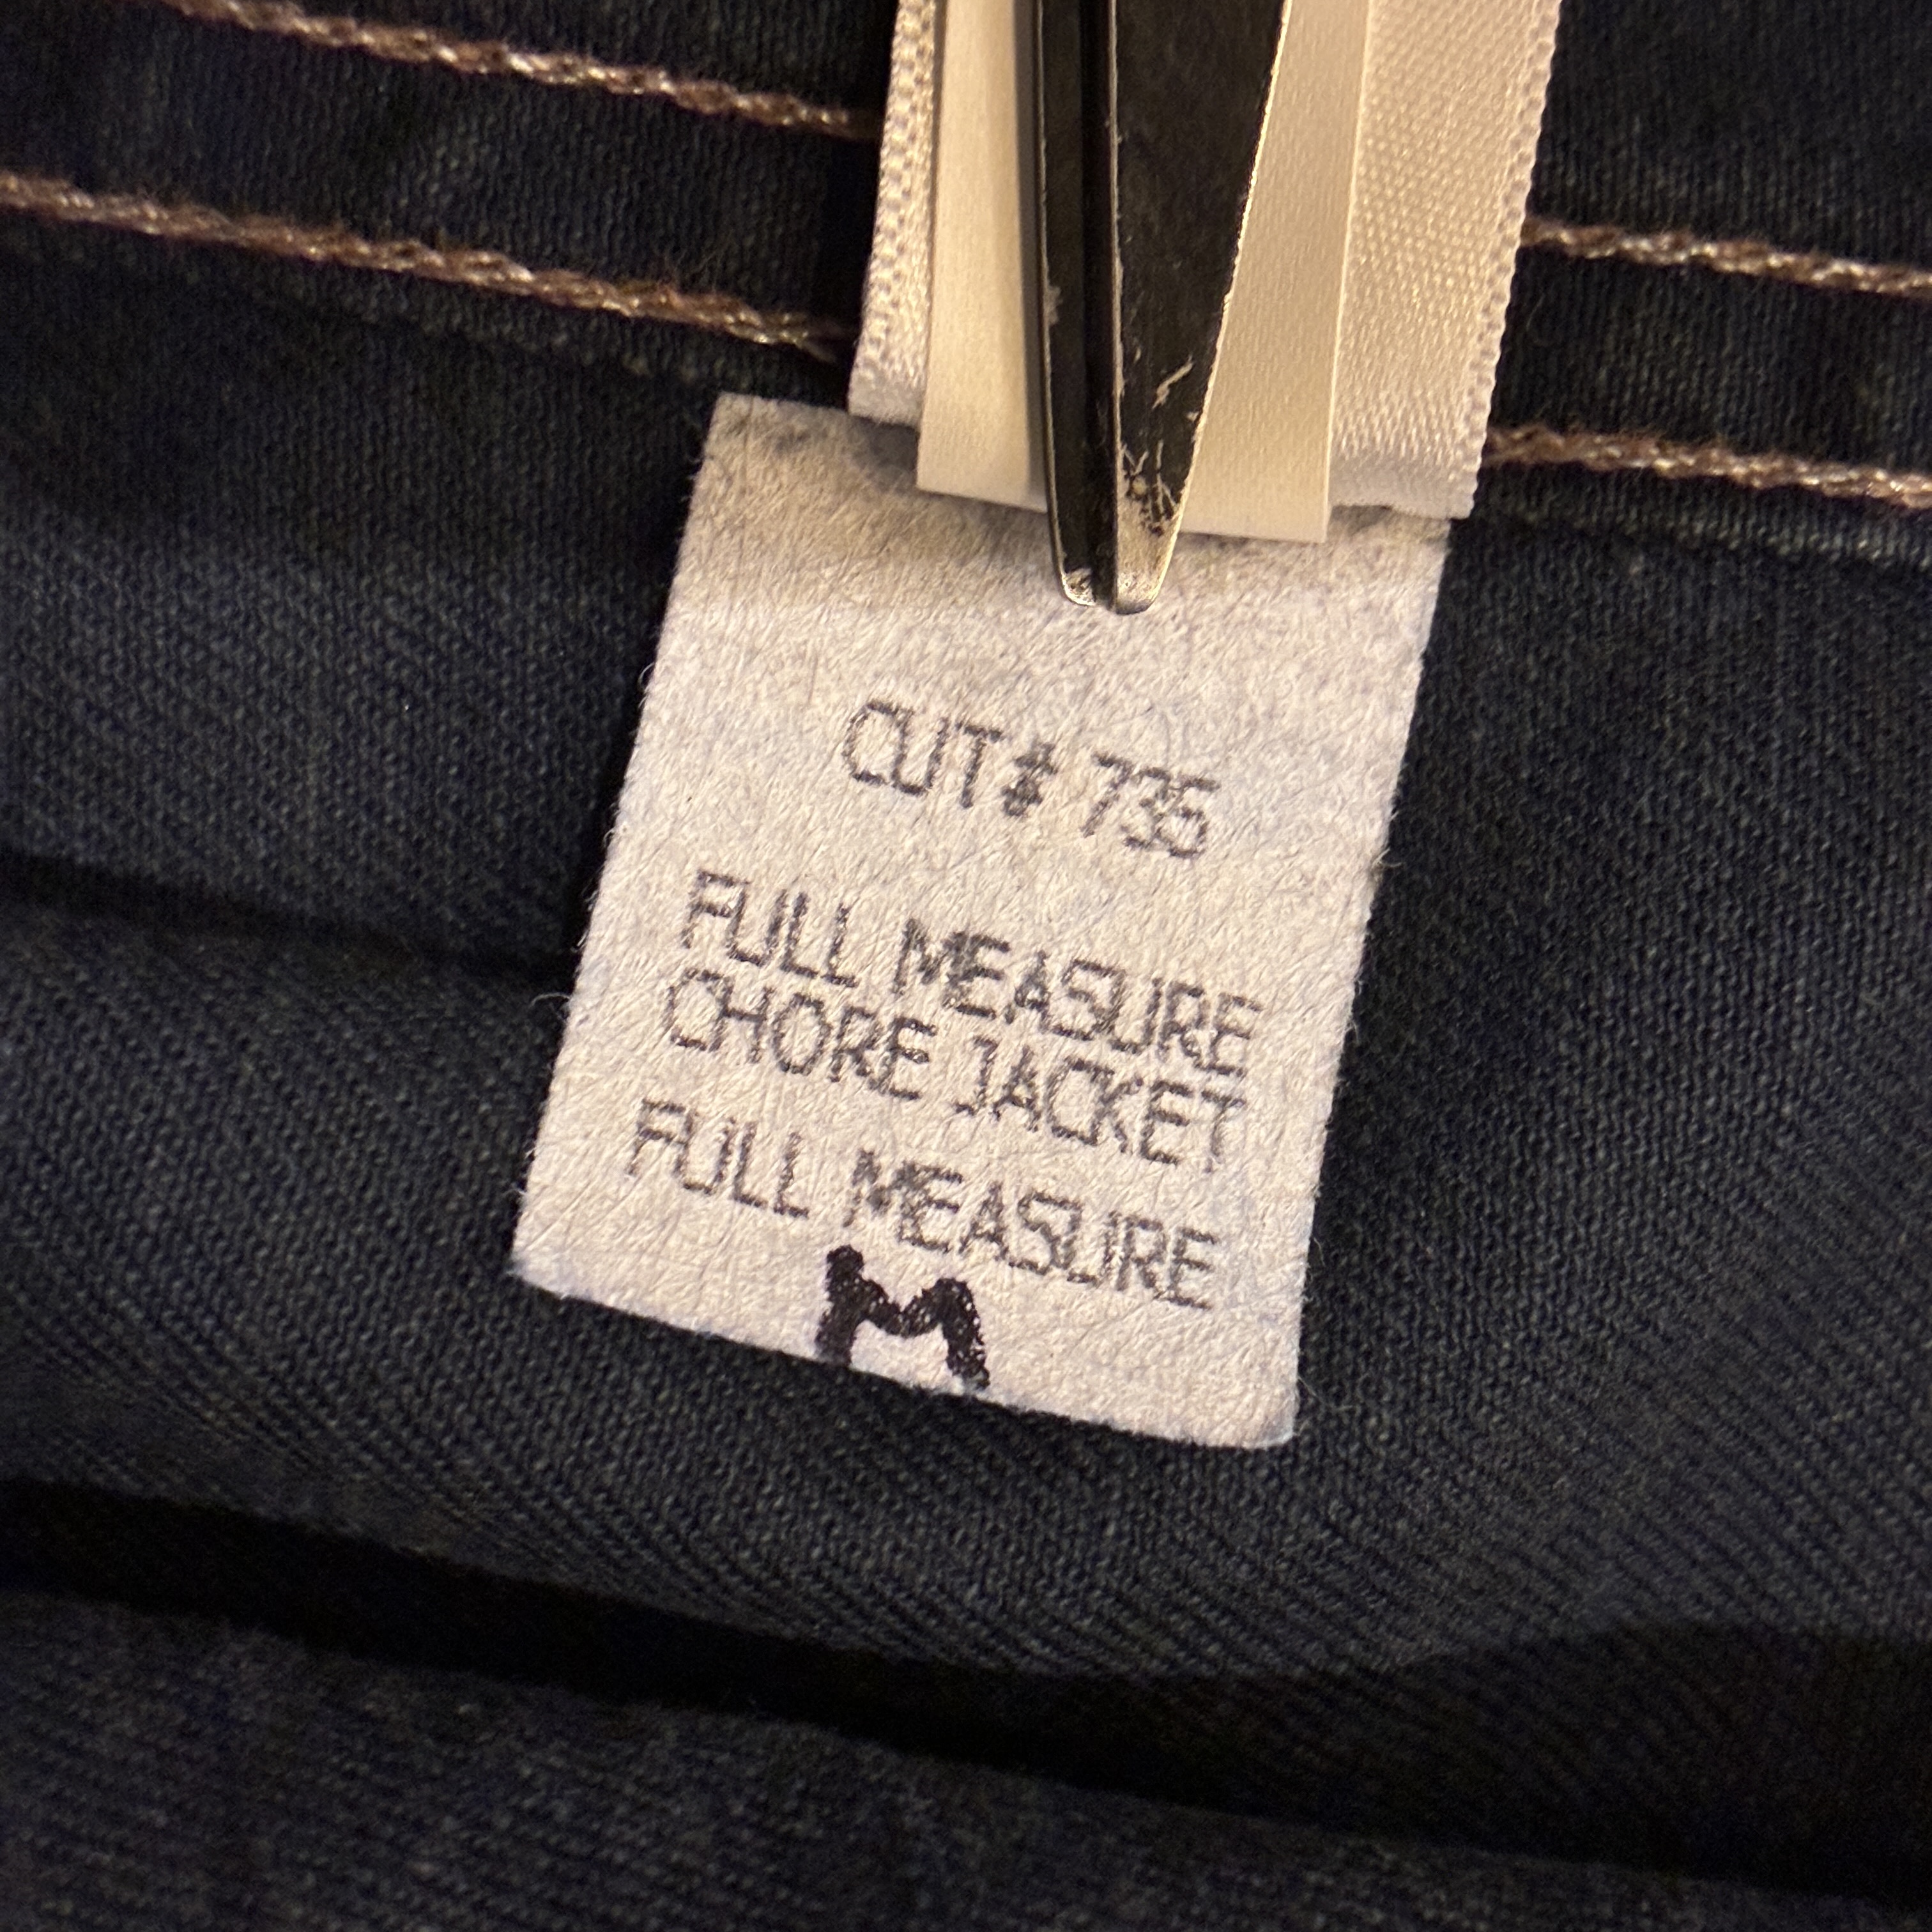 CUT# 735
FULL MEASURE
CHORE JACKET
FULL MEASURE
M